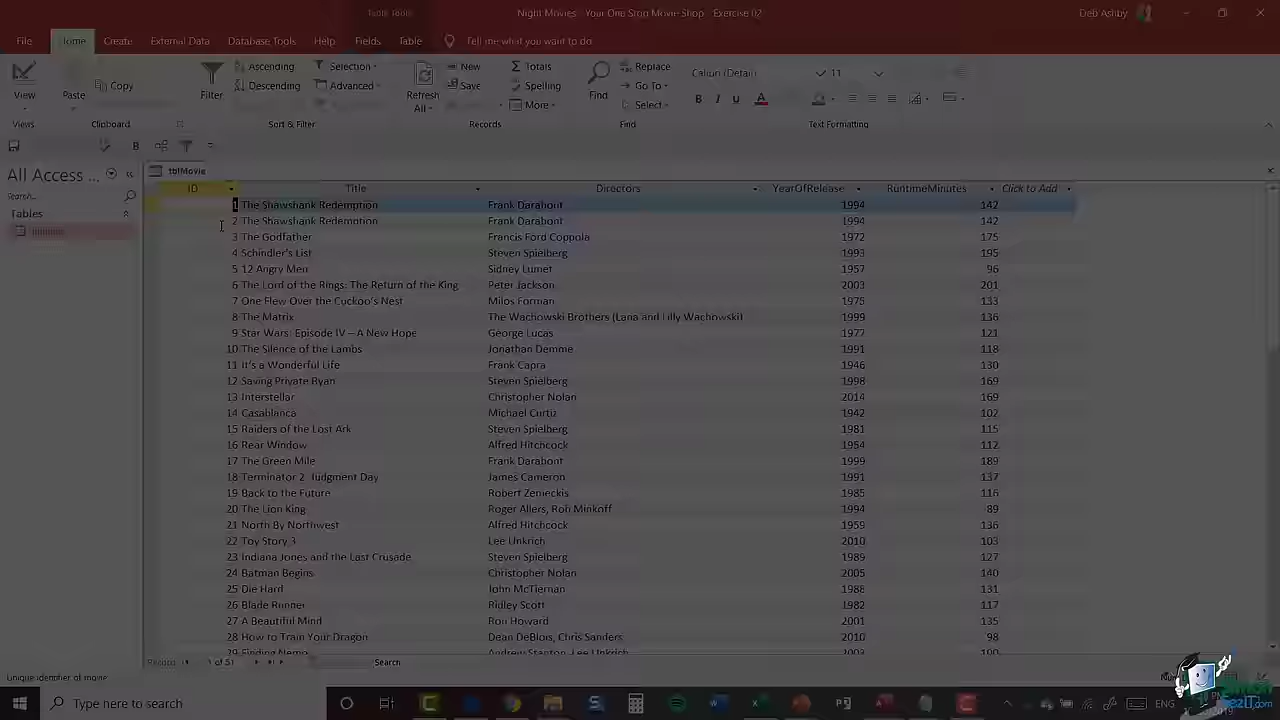 Table Tools
Night Movies - Your One Stop Movie Shop - Exercise 02
Deb Ashby
File Home Create External Data Database Tools Help Fields Table Tell me what you want to do
View
Paste
Copy
Filter
Ascending
Descending
Selection
Advanced
Refresh
All
New
Save
Totals
Spelling
More
Find
Replace
Go To
Select
Calibri (Detail)
11
B I U A
Views Clipboard Sort & Filter Records Find Text Formatting
B
All Access ...
Search...
Tables
tblMovie
ID Title Directors YearOfRelease RuntimeMinutes Click to Add
1 The Shawshank Redemption Frank Darabont 1994 142
2 The Shawshank Redemption Frank Darabont 1994 142
3 The Godfather Francis Ford Coppola 1972 175
4 Schindler's List Steven Spielberg 1993 195
5 12 Angry Men Sidney Lumet 1957 96
6 The Lord of the Rings: The Return of the King Peter Jackson 2003 201
7 One Flew Over the Cuckoo's Nest Milos Forman 1975 133
8 The Matrix The Wachowski Brothers (Lana and Lilly Wachowski) 1999 136
9 Star Wars: Episode IV – A New Hope George Lucas 1977 121
10 The Silence of the Lambs Jonathan Demme 1991 118
11 It's a Wonderful Life Frank Capra 1946 130
12 Saving Private Ryan Steven Spielberg 1998 169
13 Interstellar Christopher Nolan 2014 169
14 Casablanca Michael Curtiz 1942 102
15 Raiders of the Lost Ark Steven Spielberg 1981 115
16 Rear Window Alfred Hitchcock 1954 112
17 The Green Mile Frank Darabont 1999 189
18 Terminator 2 Judgment Day James Cameron 1991 137
19 Back to the Future Robert Zemeckis 1985 116
20 The Lion King Roger Allers, Rob Minkoff 1994 89
21 North By Northwest Alfred Hitchcock 1959 136
22 Toy Story 3 Lee Unkrich 2010 103
23 Indiana Jones and the Last Crusade Steven Spielberg 1989 127
24 Batman Begins Christopher Nolan 2005 140
25 Die Hard John McTiernan 1988 131
26 Blade Runner Ridley Scott 1982 117
27 A Beautiful Mind Ron Howard 2001 135
28 How to Train Your Dragon Dean DeBlois, Chris Sanders 2010 98
29 Finding Nemo Andrew Stanton, Lee Unkrich 2003 100
Record: 1 of 51 Search
Unique identifier of movie
Type here to search
ENG